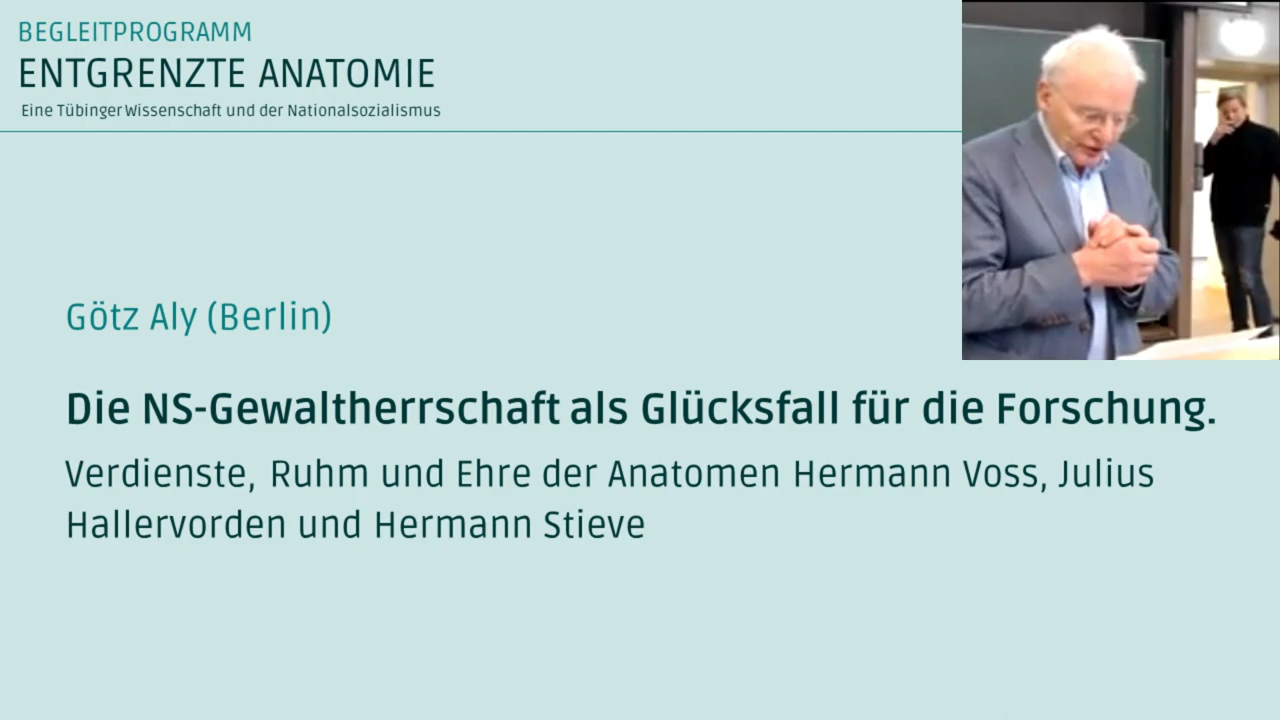 BEGLEITPROGRAMM
ENTGRENZTE ANATOMIE
Eine Tübinger Wissenschaft und der Nationalsozialismus
Götz Aly (Berlin)
Die NS-Gewaltherrschaft als Glücksfall für die Forschung.
Verdienste, Ruhm und Ehre der Anatomen Hermann Voss, Julius
Hallervorden und Hermann Stieve